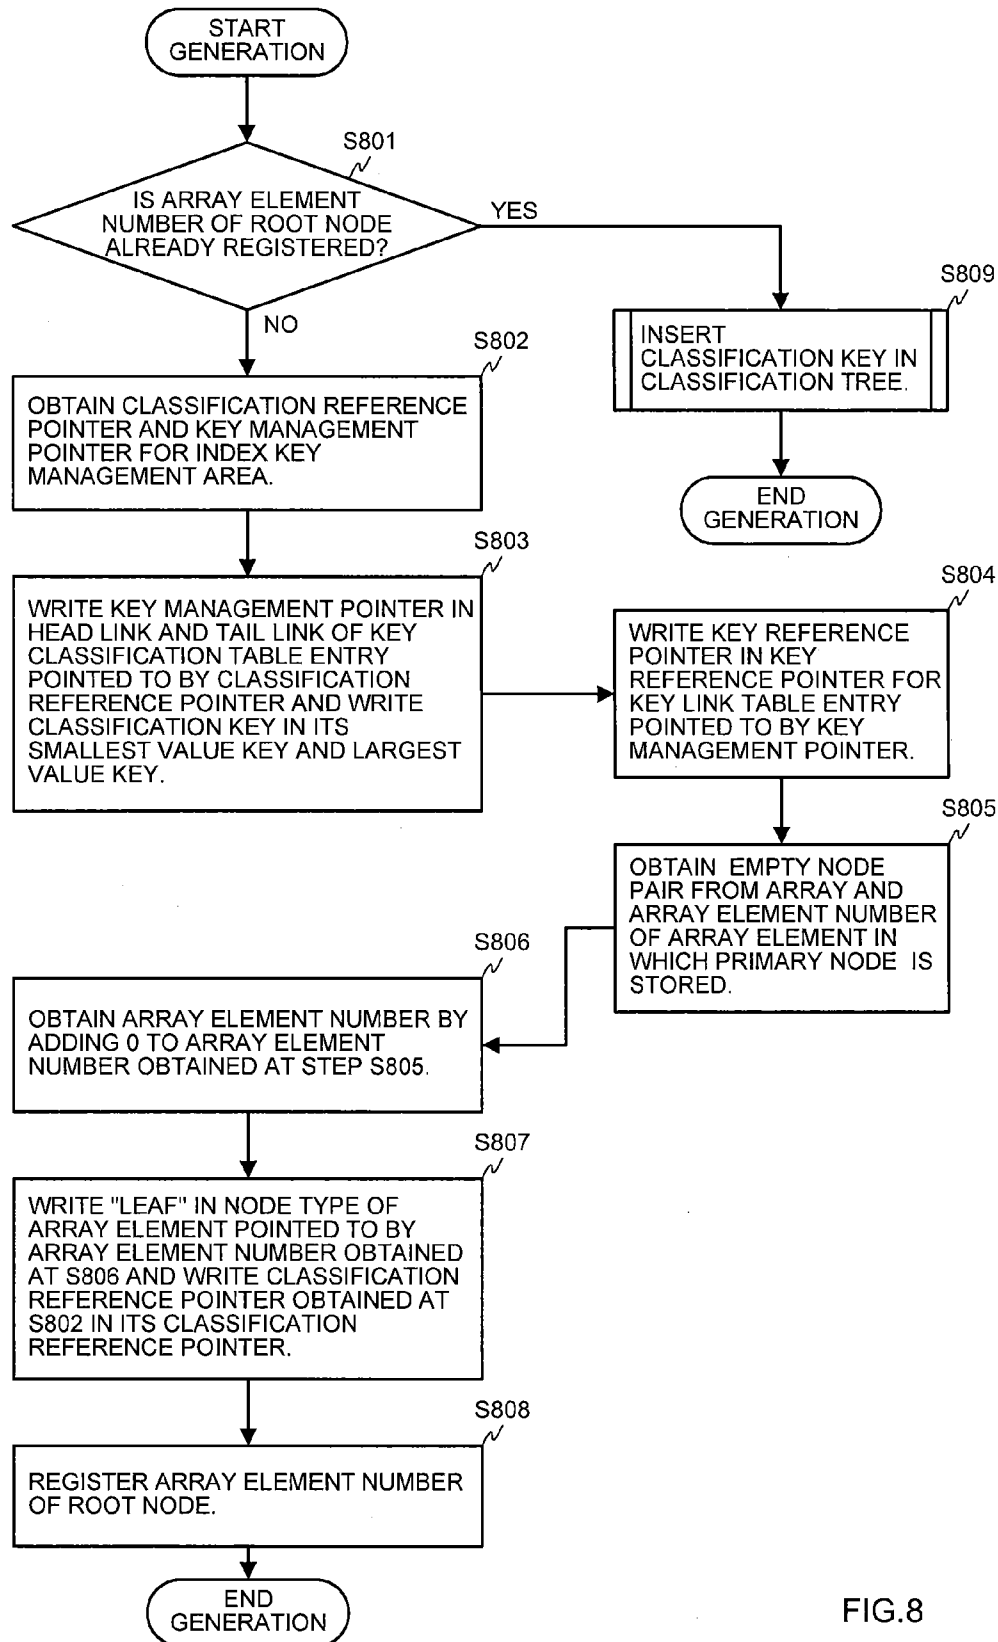 START
GENERATION
S801
IS ARRAY ELEMENT
NUMBER OF ROOT NODE
ALREADY REGISTERED?
YES
NO
S809
INSERT
CLASSIFICATION KEY IN
CLASSIFICATION TREE.
END
GENERATION
S802
OBTAIN CLASSIFICATION REFERENCE
POINTER AND KEY MANAGEMENT
POINTER FOR INDEX KEY
MANAGEMENT AREA.
S803
WRITE KEY MANAGEMENT POINTER IN
HEAD LINK AND TAIL LINK OF KEY
CLASSIFICATION TABLE ENTRY
POINTED TO BY CLASSIFICATION
REFERENCE POINTER AND WRITE
CLASSIFICATION KEY IN ITS
SMALLEST VALUE KEY AND LARGEST
VALUE KEY.
S804
WRITE KEY REFERENCE
POINTER IN KEY
REFERENCE POINTER FOR
KEY LINK TABLE ENTRY
POINTED TO BY KEY
MANAGEMENT POINTER.
S805
OBTAIN EMPTY NODE
PAIR FROM ARRAY AND
ARRAY ELEMENT NUMBER
OF ARRAY ELEMENT IN
WHICH PRIMARY NODE IS
STORED.
S806
OBTAIN ARRAY ELEMENT NUMBER BY
ADDING 0 TO ARRAY ELEMENT
NUMBER OBTAINED AT STEP S805.
S807
WRITE "LEAF" IN NODE TYPE OF
ARRAY ELEMENT POINTED TO BY
ARRAY ELEMENT NUMBER OBTAINED
AT S806 AND WRITE CLASSIFICATION
REFERENCE POINTER OBTAINED AT
S802 IN ITS CLASSIFICATION
REFERENCE POINTER.
S808
REGISTER ARRAY ELEMENT NUMBER
OF ROOT NODE.
END
GENERATION
FIG.8